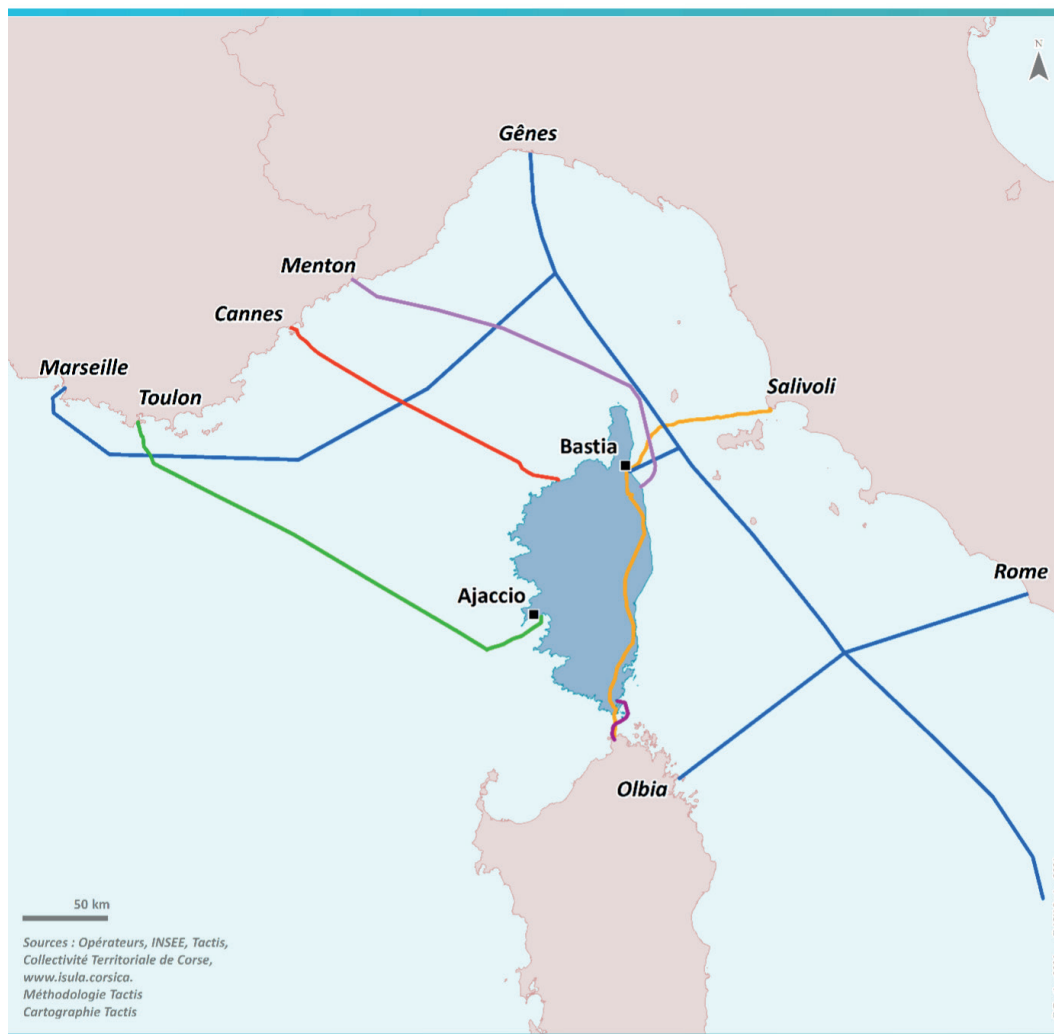 N
Gênes
Menton
Cannes
Marseille
Toulon
Salivoli
Bastia
Rome
Ajaccio
Olbia
50 km
Sources : Opérateurs, INSEE, Tactis,
Collectivité Territoriale de Corse,
www.isula.corsica.
Méthodologie Tactis
Cartographie Tactis